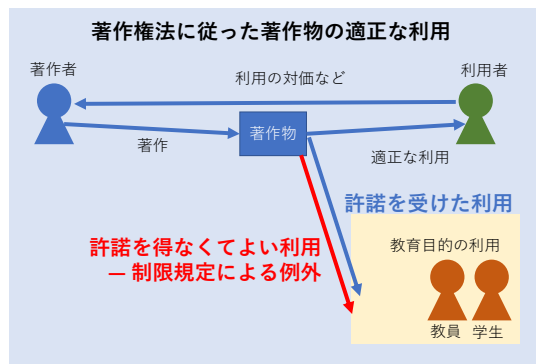 著作権法に従った著作物の適正な利用
著作者
利用者
利用の対価など
著作物
著作
適正な利用
許諾を受けた利用
許諾を得なくてよい利用
― 制限規定による例外
教育目的の利用
教員
学生